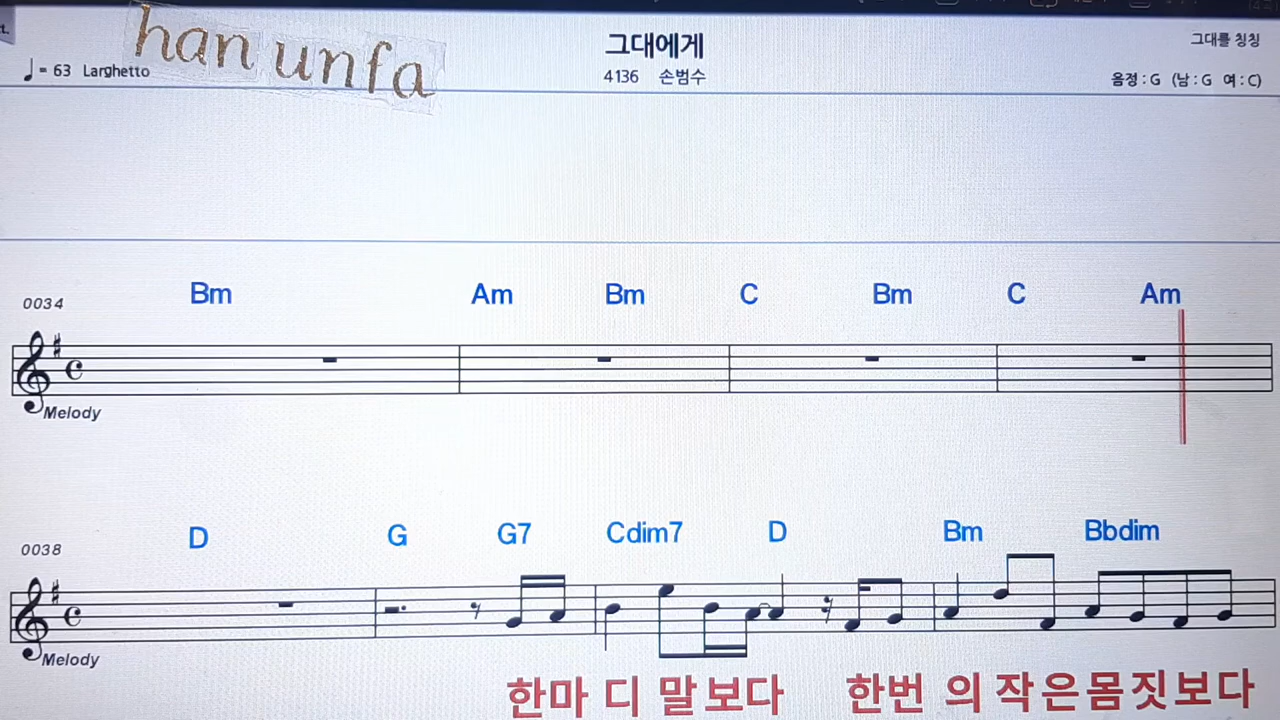 han unfa
그대에게
그대를 칭칭
♩= 63 Larghetto
4136 손범수
음정 : G (남 : G 여 : C)
Bm Am Bm C Bm C Am
0034
Melody
D G G7 Cdim7 D Bm Bbdim
0038
Melody
한마 디 말 보다 한번 의 작은몸짓보다